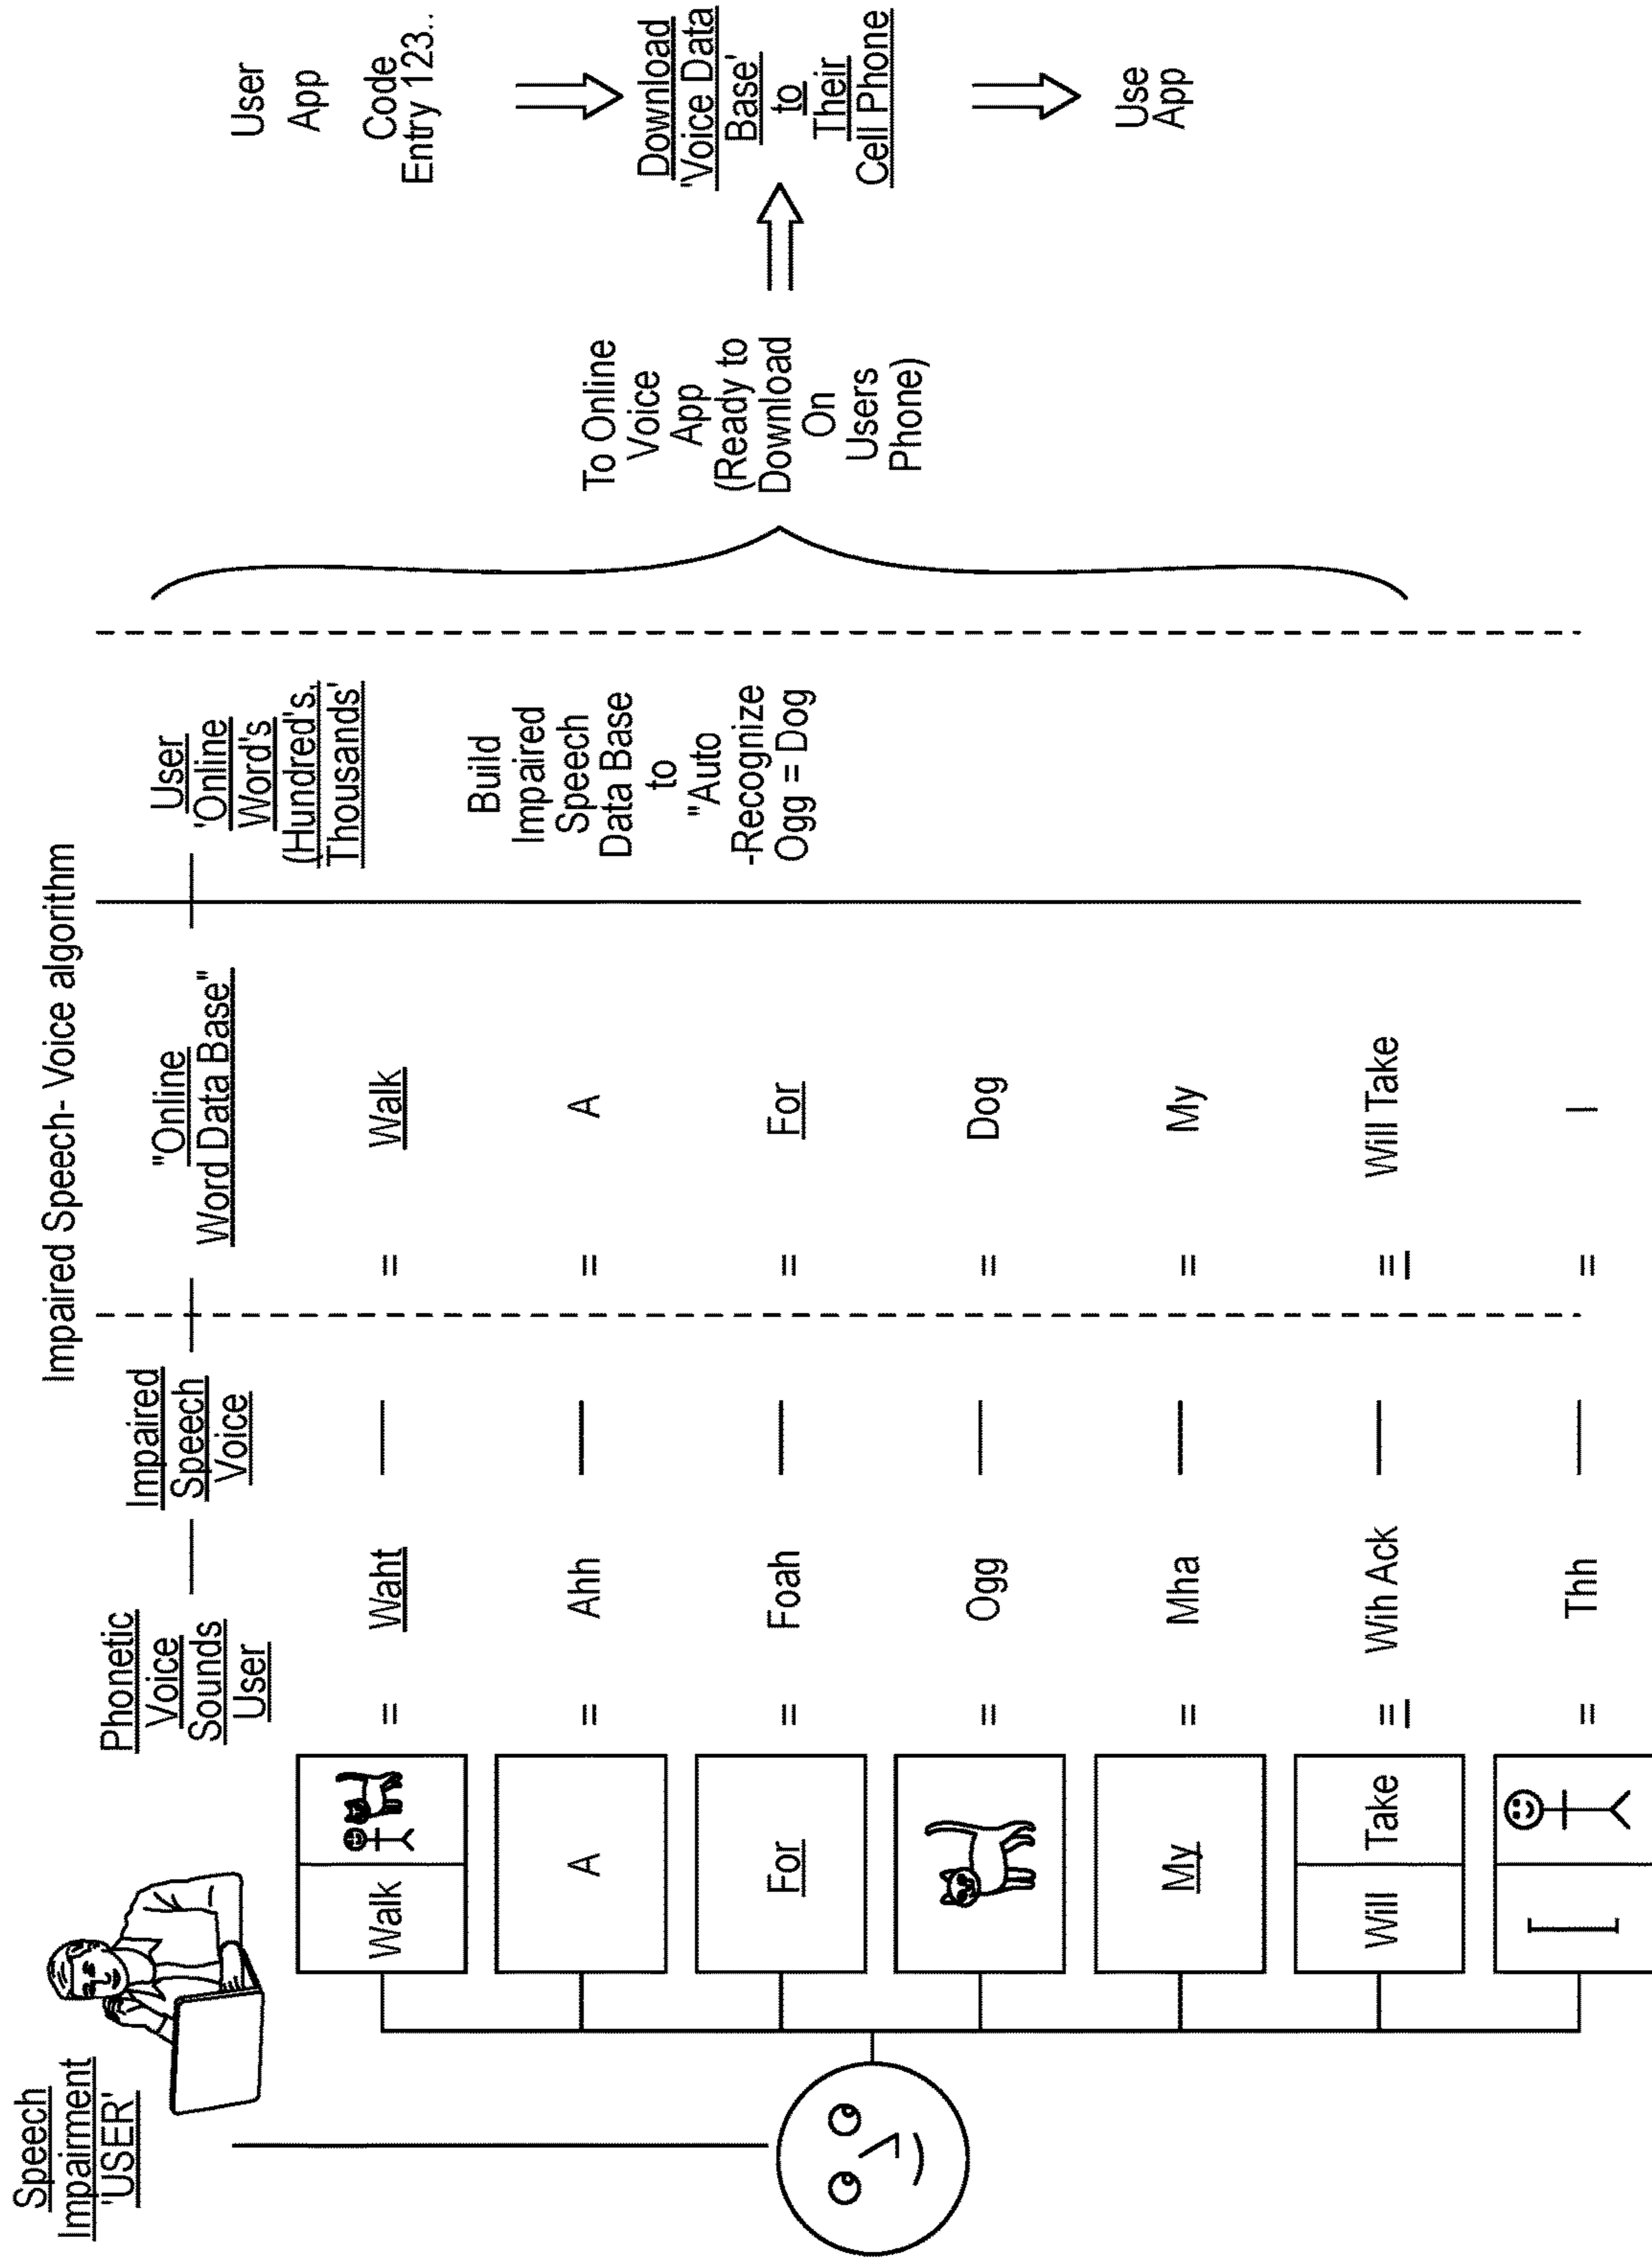 Impaired Speech- Voice algorithm
Speech
Impairment
'USER'
Phonetic
Voice
Sounds
User
Impaired
Speech
Voice
"Online
Word Data Base"
User
'Online
Word's
(Hundred's,
Thousands'
Walk
= Waht
= Walk
A
= Ahh
= A
For
= Foah
= For
= Ogg
= Dog
My
= Mha
= My
Will Take
= Wih Ack
= Will Take
I
= Thh
= I
Build
Impaired
Speech
Data Base
to
"Auto
-Recognize
Ogg = Dog
To Online
Voice
App
(Ready to
Download
On
Users
Phone)
User
App
Code
Entry 123..
Download
'Voice Data
Base'
to
Their
Cell Phone
Use
App